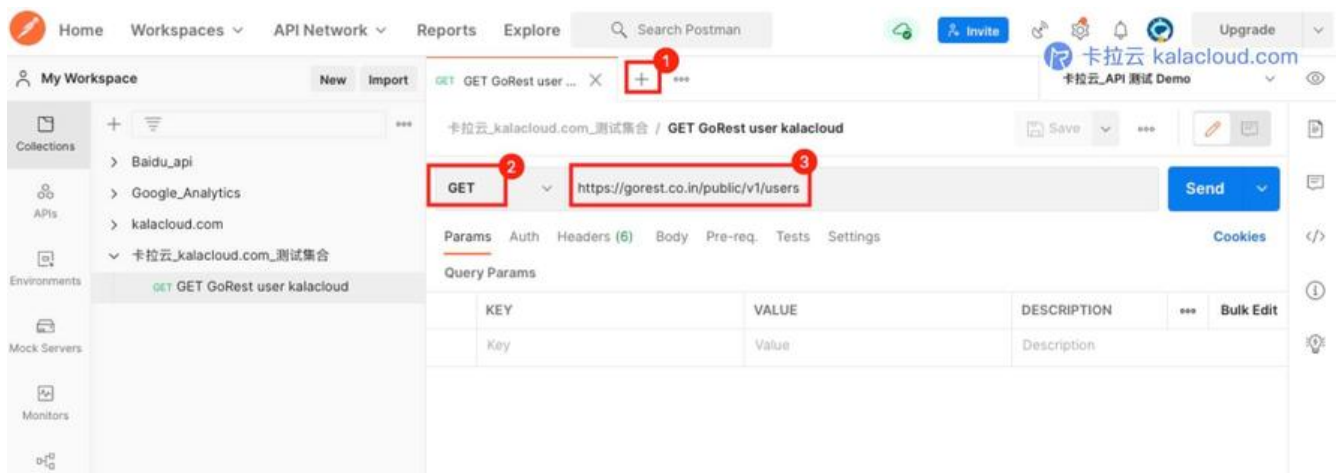 Home Workspaces API Network Reports Explore Search Postman Invite Upgrade
卡拉云 kalacloud.com
My Workspace New Import GET GET GoRest user ... 1 卡拉云_API 测试 Demo
Collections
卡拉云_kalacloud.com_测试集合 / GET GoRest user kalacloud Save
Baidu_api
2 3
APIs
Google_Analytics
GET https://gorest.co.in/public/v1/users Send
kalacloud.com
Params Auth Headers (6) Body Pre-req. Tests Settings Cookies
Environments
卡拉云_kalacloud.com_测试集合
Query Params
GET GET GoRest user kalacloud
KEY VALUE DESCRIPTION Bulk Edit
Mock Servers
Key Value Description
Monitors